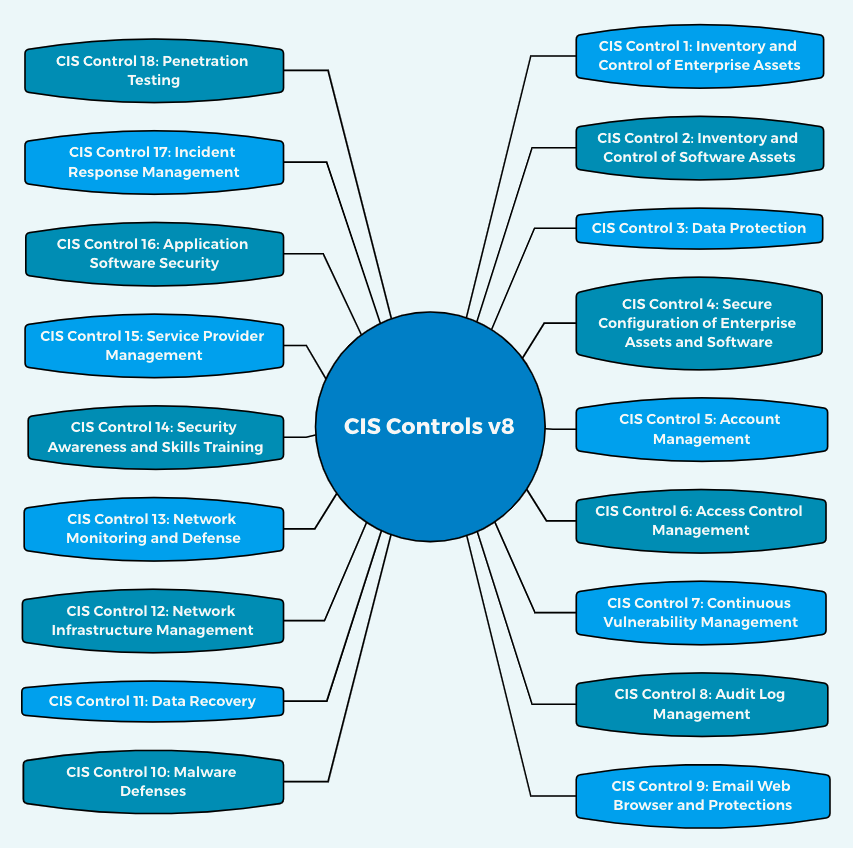 CIS Control 18: Penetration
Testing
CIS Control 17: Incident
Response Management
CIS Control 16: Application
Software Security
CIS Control 15: Service Provider
Management
CIS Control 14: Security
Awareness and Skills Training
CIS Control 13: Network
Monitoring and Defense
CIS Control 12: Network
Infrastructure Management
CIS Control 11: Data Recovery
CIS Control 10: Malware
Defenses
CIS Controls v8
CIS Control 1: Inventory and
Control of Enterprise Assets
CIS Control 2: Inventory and
Control of Software Assets
CIS Control 3: Data Protection
CIS Control 4: Secure
Configuration of Enterprise
Assets and Software
CIS Control 5: Account
Management
CIS Control 6: Access Control
Management
CIS Control 7: Continuous
Vulnerability Management
CIS Control 8: Audit Log
Management
CIS Control 9: Email Web
Browser and Protections